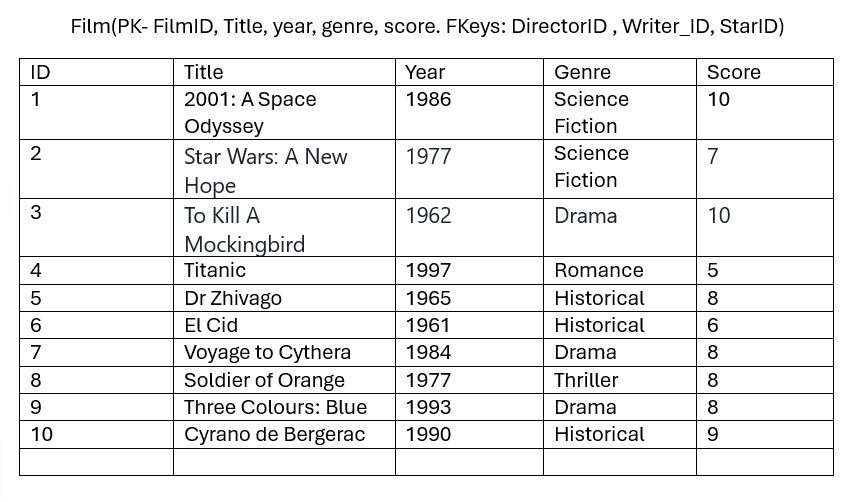 Film(PK- FilmID, Title, year, genre, score. FKeys: DirectorID , Writer_ID, StarID)
ID Title Year Genre Score
1 2001: A Space 1986 Science 10
Odyssey Fiction
2 Star Wars: A New 1977 Science 7
Hope Fiction
3 To Kill A 1962 Drama 10
Mockingbird
4 Titanic 1997 Romance 5
5 Dr Zhivago 1965 Historical 8
6 El Cid 1961 Historical 6
7 Voyage to Cythera 1984 Drama 8
8 Soldier of Orange 1977 Thriller 8
9 Three Colours: Blue 1993 Drama 8
10 Cyrano de Bergerac 1990 Historical 9